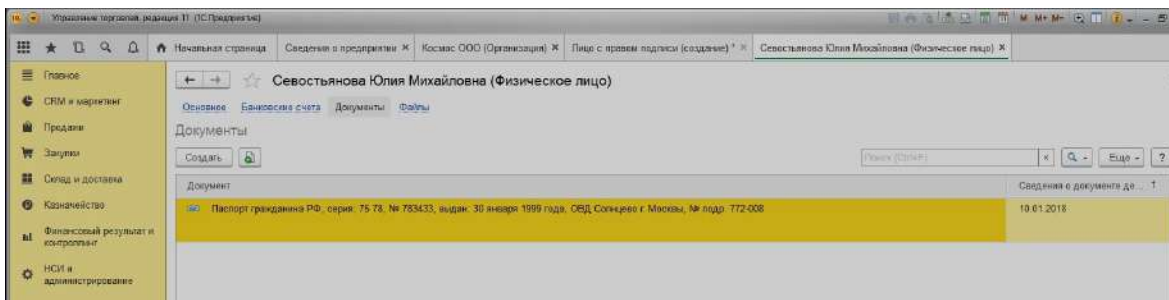 Управление торговлей, редакция 11 (1С:Предприятие)
M M+ M-
Начальная страница
Сведения о предприятии ×
Космас ООО (Организация) ×
Лицо с правом подписи (создание) * ×
Севостьянова Юлия Михайловна (Физическое лицо) ×
Главное
CRM и маркетинг
Продажи
Закупки
Склад и доставка
Казначейство
Финансовый результат и
контроллинг
НСИ и
администрирование
Севостьянова Юлия Михайловна (Физическое лицо)
Основное Банковские счета Документы Файлы
Документы
Создать
Поиск (Ctrl+F)
×
Еще
?
Документ
Сведения о документе де...
Паспорт гражданина РФ, серия: 75 78, № 783433, выдан: 30 января 1999 года, ОВД Солнцево г. Москвы, № подр. 772-008
10.01.2018